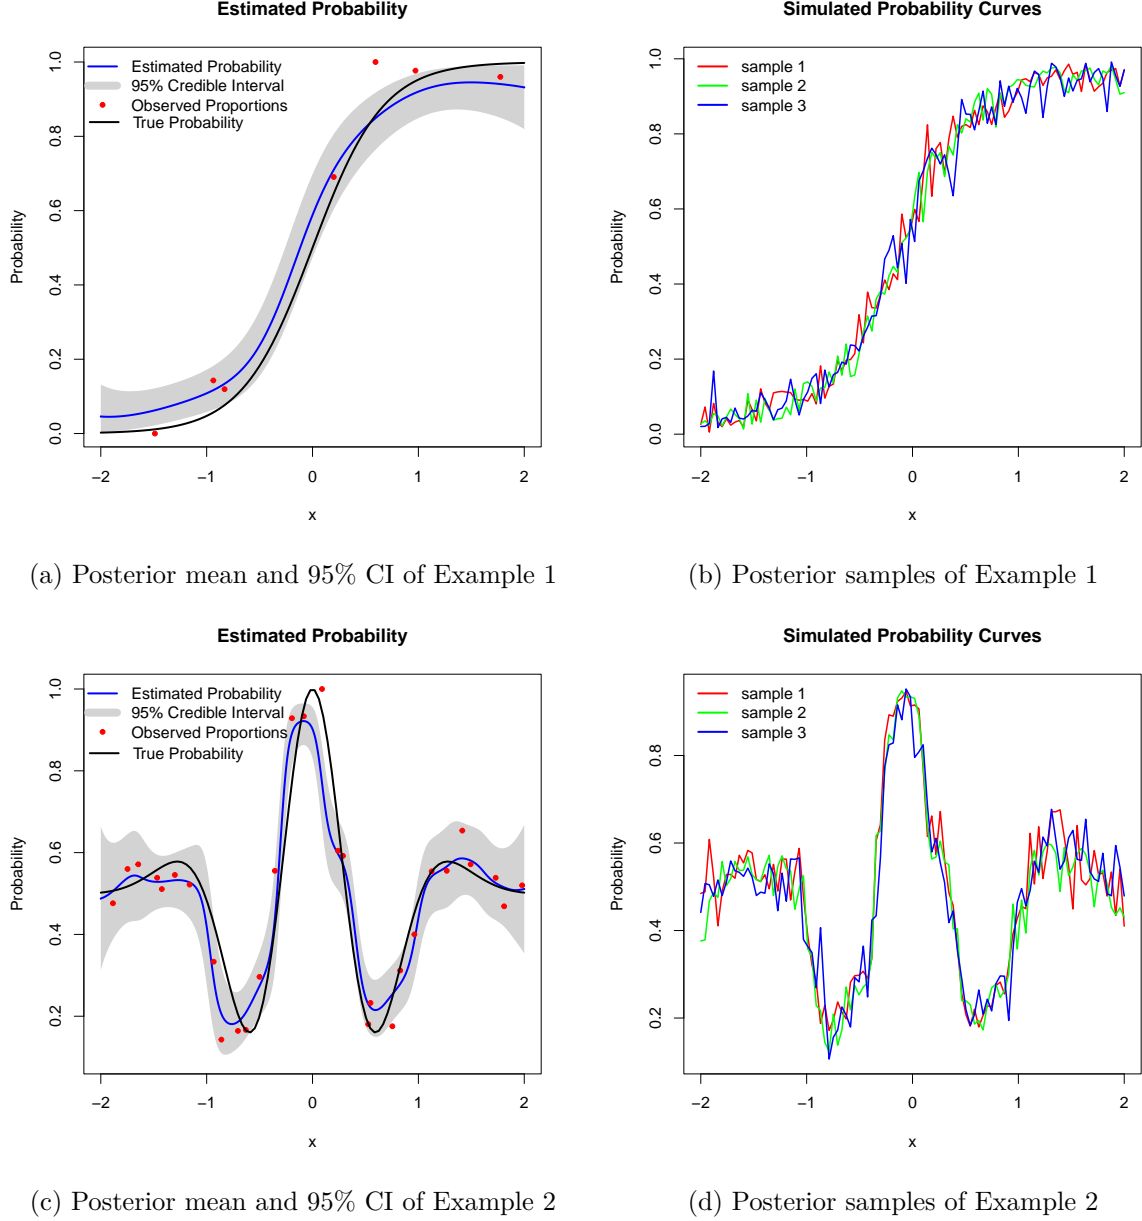 Estimated Probability
Estimated Probability
95% Credible Interval
Observed Proportions
True Probability
Probability
0.0
0.2
0.4
0.6
0.8
1.0
−2
−1
0
1
2
x
Simulated Probability Curves
sample 1
sample 2
sample 3
Probability
0.0
0.2
0.4
0.6
0.8
1.0
−2
−1
0
1
2
x
(a) Posterior mean and 95% CI of Example 1
(b) Posterior samples of Example 1
Estimated Probability
Estimated Probability
95% Credible Interval
Observed Proportions
True Probability
Probability
0.2
0.4
0.6
0.8
1.0
−2
−1
0
1
2
x
Simulated Probability Curves
sample 1
sample 2
sample 3
Probability
0.2
0.4
0.6
0.8
−2
−1
0
1
2
x
(c) Posterior mean and 95% CI of Example 2
(d) Posterior samples of Example 2